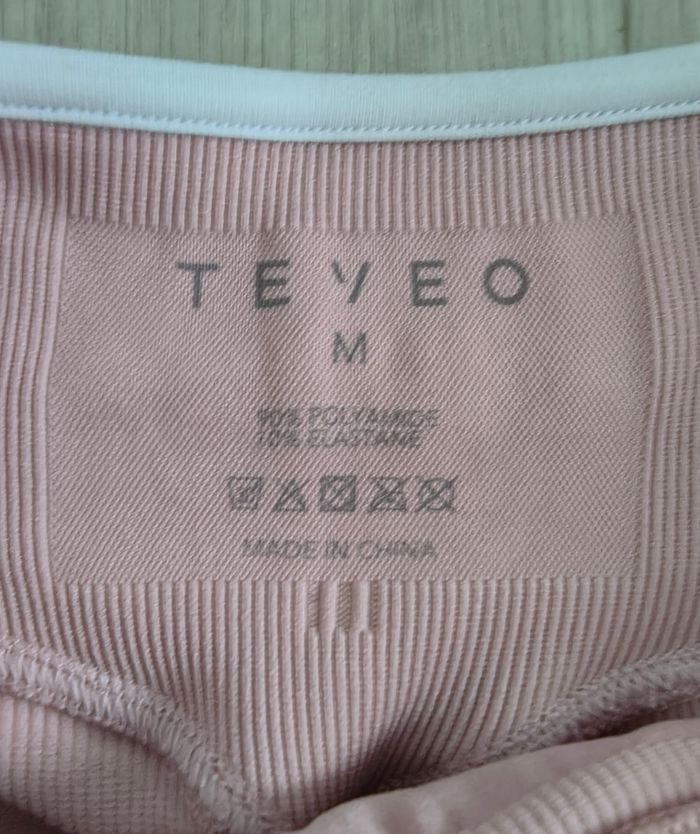 TEVEO
M
90% POLYAMIDE
10% ELASTANE
MADE IN CHINA